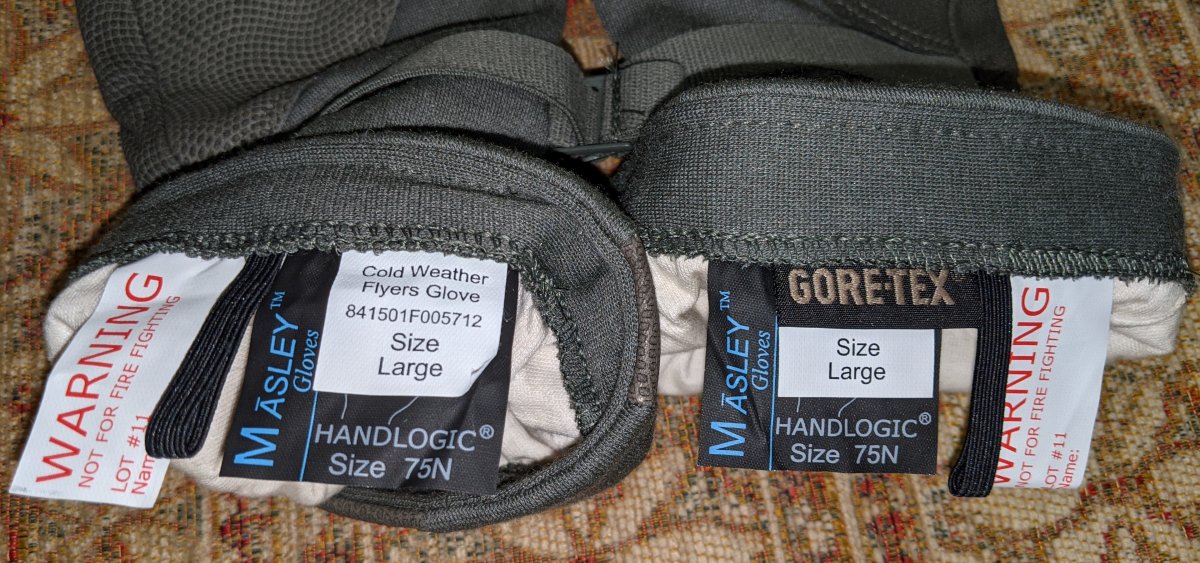 WARNING
NOT FOR FIRE FIGHTING
LOT #11
Name:
MĀSLEY™
Gloves
Cold Weather
Flyers Glove
841501F005712
Size
Large
HANDLOGIC®
Size 75N
MĀSLEY™
Gloves
GORE-TEX
Size
Large
HANDLOGIC®
Size 75N
WARNING
NOT FOR FIRE FIGHTING
LOT #11
Name: